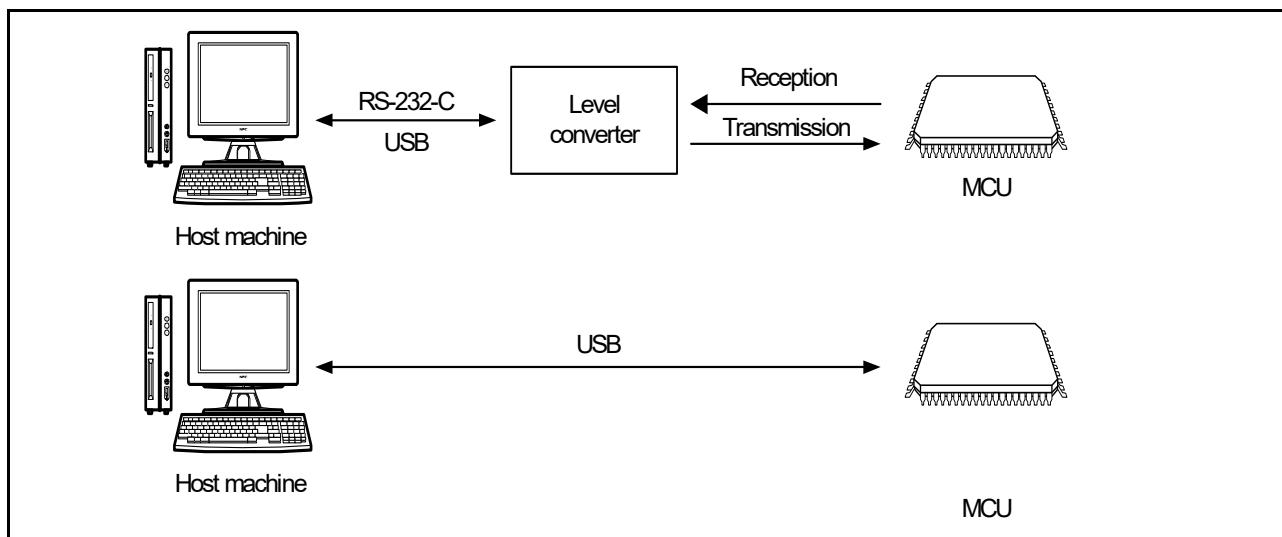 Reception
RS-232-C
Level
converter
USB
Transmission
MCU
Host machine
USB
Host machine
MCU